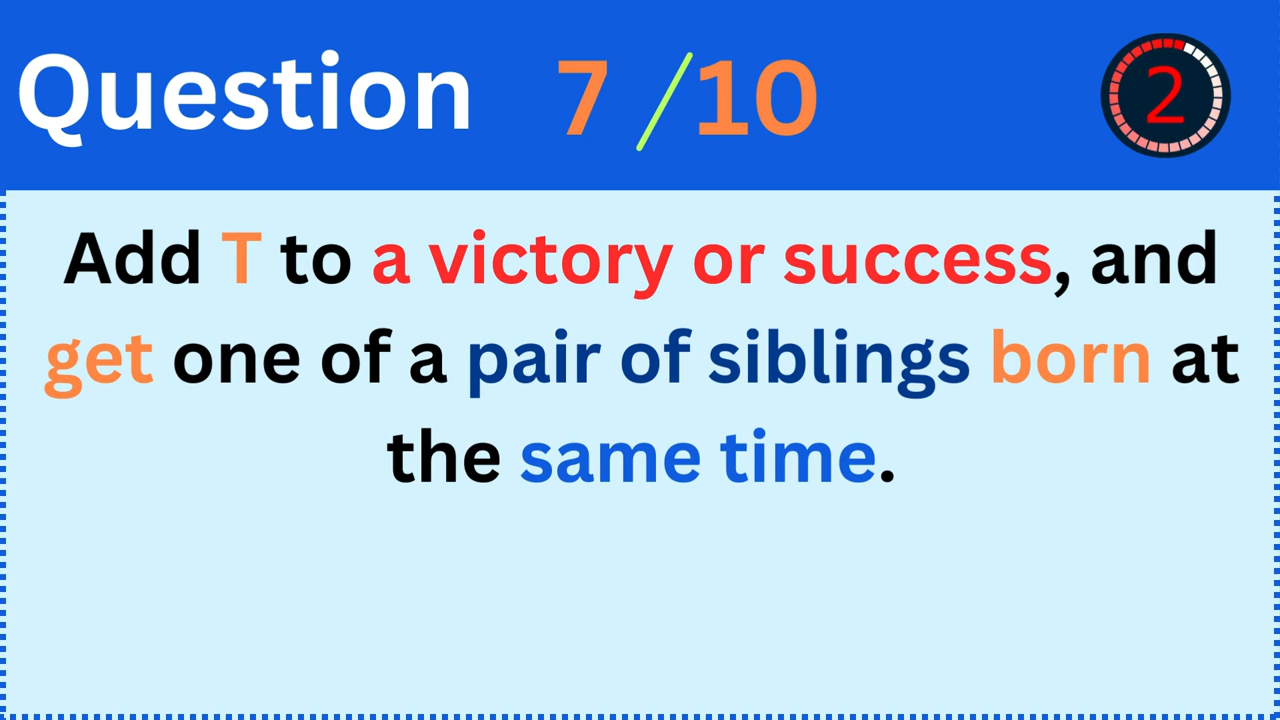 Question 7 /10 2
Add T to a victory or success, and
get one of a pair of siblings born at
the same time.